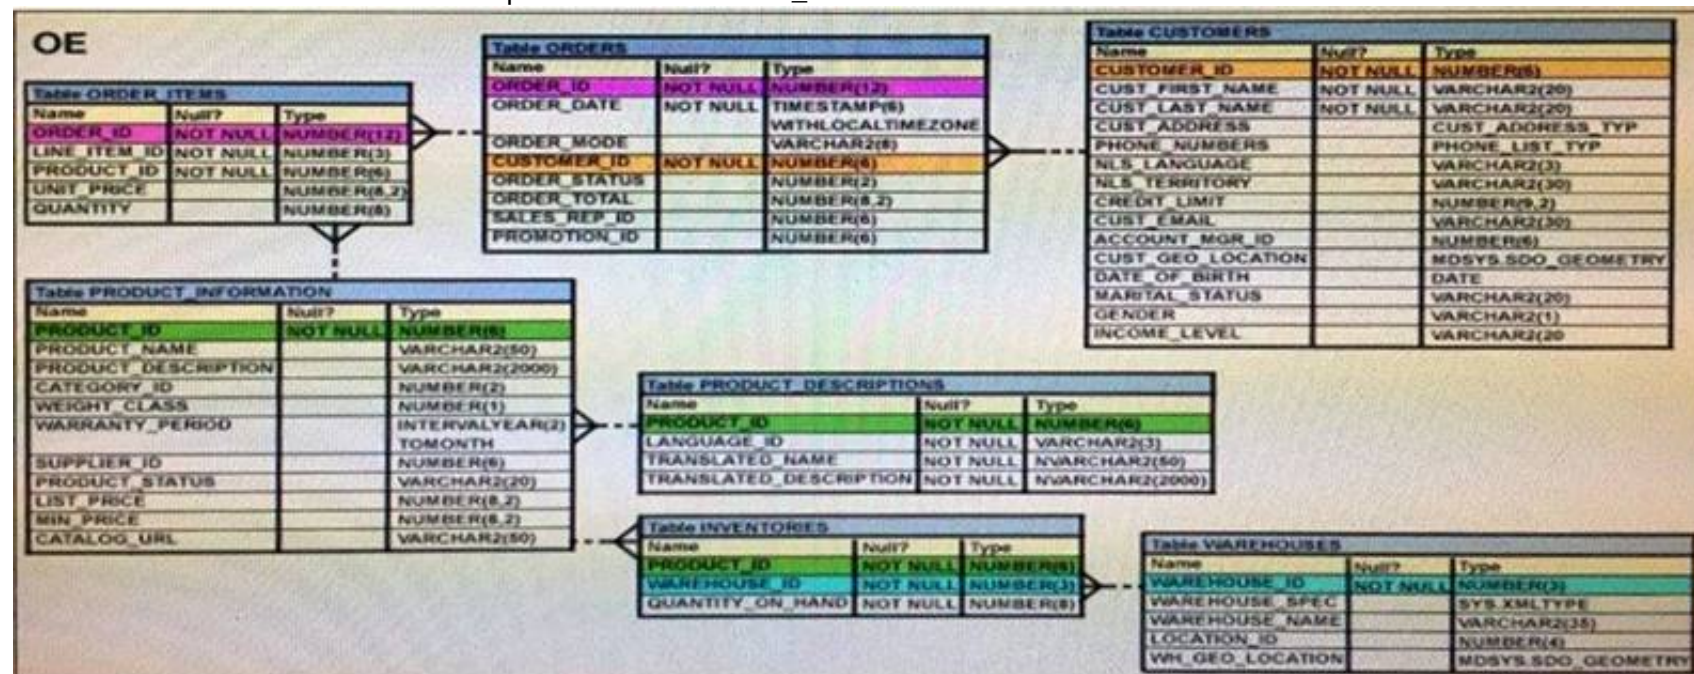 OE
Table ORDER_ITEMS
Name Null? Type
ORDER_ID NOT NULL NUMBER(12)
LINE_ITEM_ID NOT NULL NUMBER(3)
PRODUCT_ID NOT NULL NUMBER(6)
UNIT_PRICE NUMBER(8,2)
QUANTITY NUMBER(8)
Table ORDERS
Name Null? Type
ORDER_ID NOT NULL NUMBER(12)
ORDER_DATE NOT NULL TIMESTAMP(6)
WITHLOCALTIMEZONE
ORDER_MODE VARCHAR2(8)
CUSTOMER_ID NOT NULL NUMBER(6)
ORDER_STATUS NUMBER(2)
ORDER_TOTAL NUMBER(8,2)
SALES_REP_ID NUMBER(6)
PROMOTION_ID NUMBER(6)
Table CUSTOMERS
Name Null? Type
CUSTOMER_ID NOT NULL NUMBER(6)
CUST_FIRST_NAME NOT NULL VARCHAR2(20)
CUST_LAST_NAME NOT NULL VARCHAR2(20)
CUST_ADDRESS CUST_ADDRESS_TYP
PHONE_NUMBERS PHONE_LIST_TYP
NLS_LANGUAGE VARCHAR2(3)
NLS_TERRITORY VARCHAR2(30)
CREDIT_LIMIT NUMBER(9,2)
CUST_EMAIL VARCHAR2(30)
ACCOUNT_MGR_ID NUMBER(6)
CUST_GEO_LOCATION MDSYS.SDO_GEOMETRY
DATE_OF_BIRTH DATE
MARITAL_STATUS VARCHAR2(20)
GENDER VARCHAR2(1)
INCOME_LEVEL VARCHAR2(20
Table PRODUCT_INFORMATION
Name Null? Type
PRODUCT_ID NOT NULL NUMBER(6)
PRODUCT_NAME VARCHAR2(50)
PRODUCT_DESCRIPTION VARCHAR2(2000)
CATEGORY_ID NUMBER(2)
WEIGHT_CLASS NUMBER(1)
WARRANTY_PERIOD INTERVALYEAR(2)
TOMONTH
SUPPLIER_ID NUMBER(6)
PRODUCT_STATUS VARCHAR2(20)
LIST_PRICE NUMBER(8,2)
MIN_PRICE NUMBER(8,2)
CATALOG_URL VARCHAR2(50)
Table PRODUCT_DESCRIPTIONS
Name Null? Type
PRODUCT_ID NOT NULL NUMBER(6)
LANGUAGE_ID NOT NULL VARCHAR2(3)
TRANSLATED_NAME NOT NULL NVARCHAR2(50)
TRANSLATED_DESCRIPTION NOT NULL NVARCHAR2(2000)
Table INVENTORIES
Name Null? Type
PRODUCT_ID NOT NULL NUMBER(6)
WAREHOUSE_ID NOT NULL NUMBER(3)
QUANTITY_ON_HAND NOT NULL NUMBER(8)
Table WAREHOUSES
Name Null? Type
WAREHOUSE_ID NOT NULL NUMBER(3)
WAREHOUSE_SPEC SYS.XMLTYPE
WAREHOUSE_NAME VARCHAR2(35)
LOCATION_ID NUMBER(4)
WH_GEO_LOCATION MDSYS.SDO_GEOMETRY